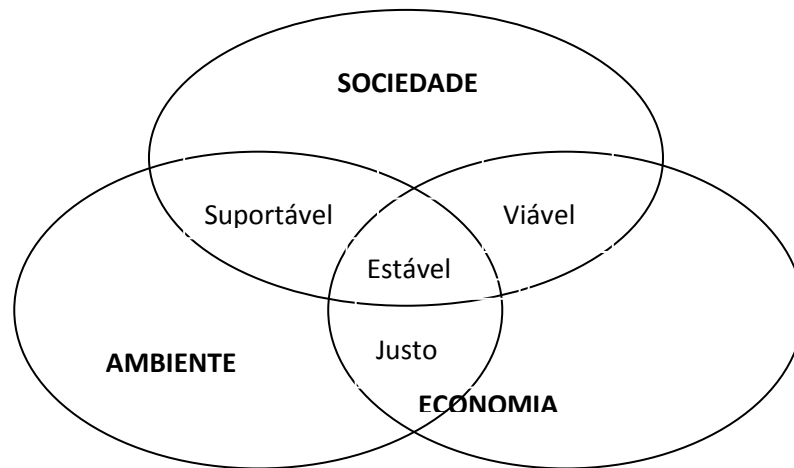 SOCIEDADE
Suportável
Viável
Estável
Justo
AMBIENTE
ECONOMIA